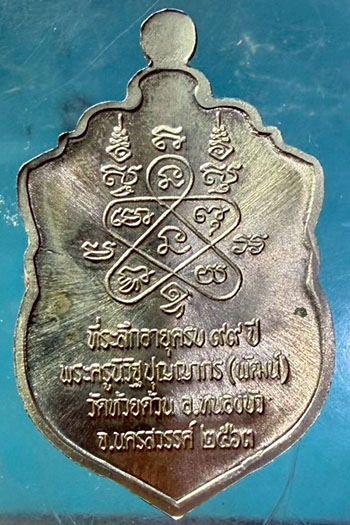 ที่ระลึกอายุครบ ๙๙ ปี
พระครูนิวิฐปุญญากร (พัฒน์)
วัดห้วยด้วน อ.หนองบัว
จ.นครสวรรค์ ๒๕๖๓